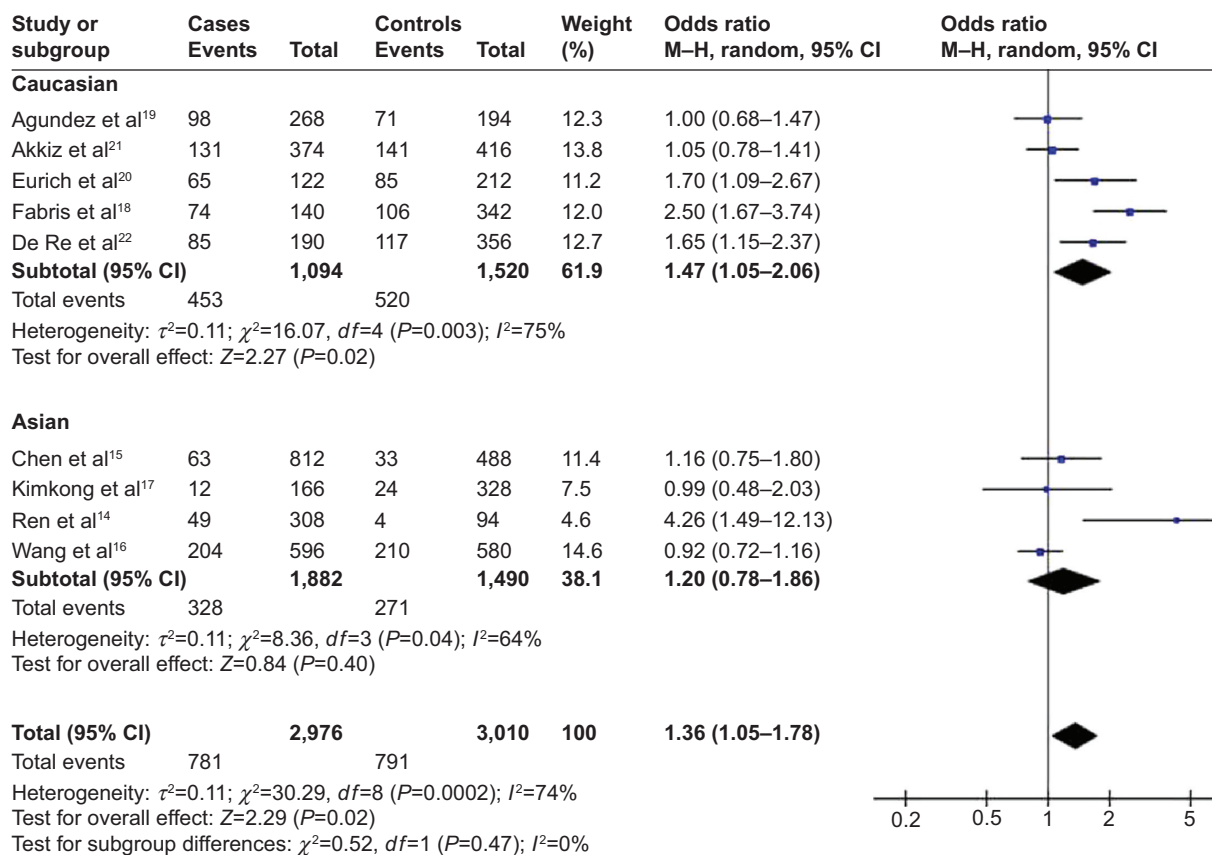 Study or subgroup Cases Events Total Controls Events Total Weight (%) Odds ratio M–H, random, 95% CI Odds ratio M–H, random, 95% CI
Caucasian
Agundez et al19 98 268 71 194 12.3 1.00 (0.68–1.47)
Akkiz et al21 131 374 141 416 13.8 1.05 (0.78–1.41)
Eurich et al20 65 122 85 212 11.2 1.70 (1.09–2.67)
Fabris et al18 74 140 106 342 12.0 2.50 (1.67–3.74)
De Re et al22 85 190 117 356 12.7 1.65 (1.15–2.37)
Subtotal (95% CI) 1,094 1,520 61.9 1.47 (1.05–2.06)
Total events 453 520
Heterogeneity: τ²=0.11; χ²=16.07, df=4 (P=0.003); I²=75%
Test for overall effect: Z=2.27 (P=0.02)
Asian
Chen et al15 63 812 33 488 11.4 1.16 (0.75–1.80)
Kimkong et al17 12 166 24 328 7.5 0.99 (0.48–2.03)
Ren et al14 49 308 4 94 4.6 4.26 (1.49–12.13)
Wang et al16 204 596 210 580 14.6 0.92 (0.72–1.16)
Subtotal (95% CI) 1,882 1,490 38.1 1.20 (0.78–1.86)
Total events 328 271
Heterogeneity: τ²=0.11; χ²=8.36, df=3 (P=0.04); I²=64%
Test for overall effect: Z=0.84 (P=0.40)
Total (95% CI) 2,976 3,010 100 1.36 (1.05–1.78)
Total events 781 791
Heterogeneity: τ²=0.11; χ²=30.29, df=8 (P=0.0002); I²=74%
Test for overall effect: Z=2.29 (P=0.02)
Test for subgroup differences: χ²=0.52, df=1 (P=0.47); I²=0%
0.2 0.5 1 2 5